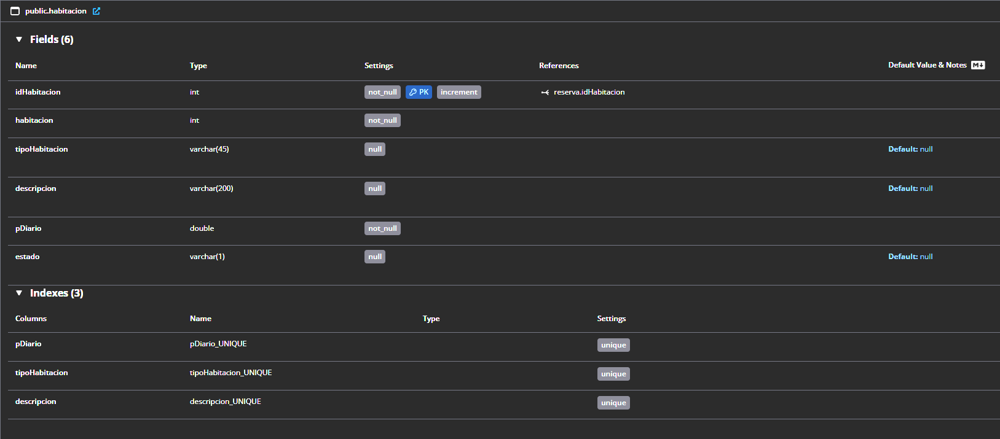 public.habitacion
Fields (6)
Name Type Settings References Default Value & Notes M↓
idHabitacion int not_null PK increment reserva.idHabitacion
habitacion int not_null
tipoHabitacion varchar(45) null Default: null
descripcion varchar(200) null Default: null
pDiario double not_null
estado varchar(1) null Default: null
Indexes (3)
Columns Name Type Settings
pDiario pDiario_UNIQUE unique
tipoHabitacion tipoHabitacion_UNIQUE unique
descripcion descripcion_UNIQUE unique